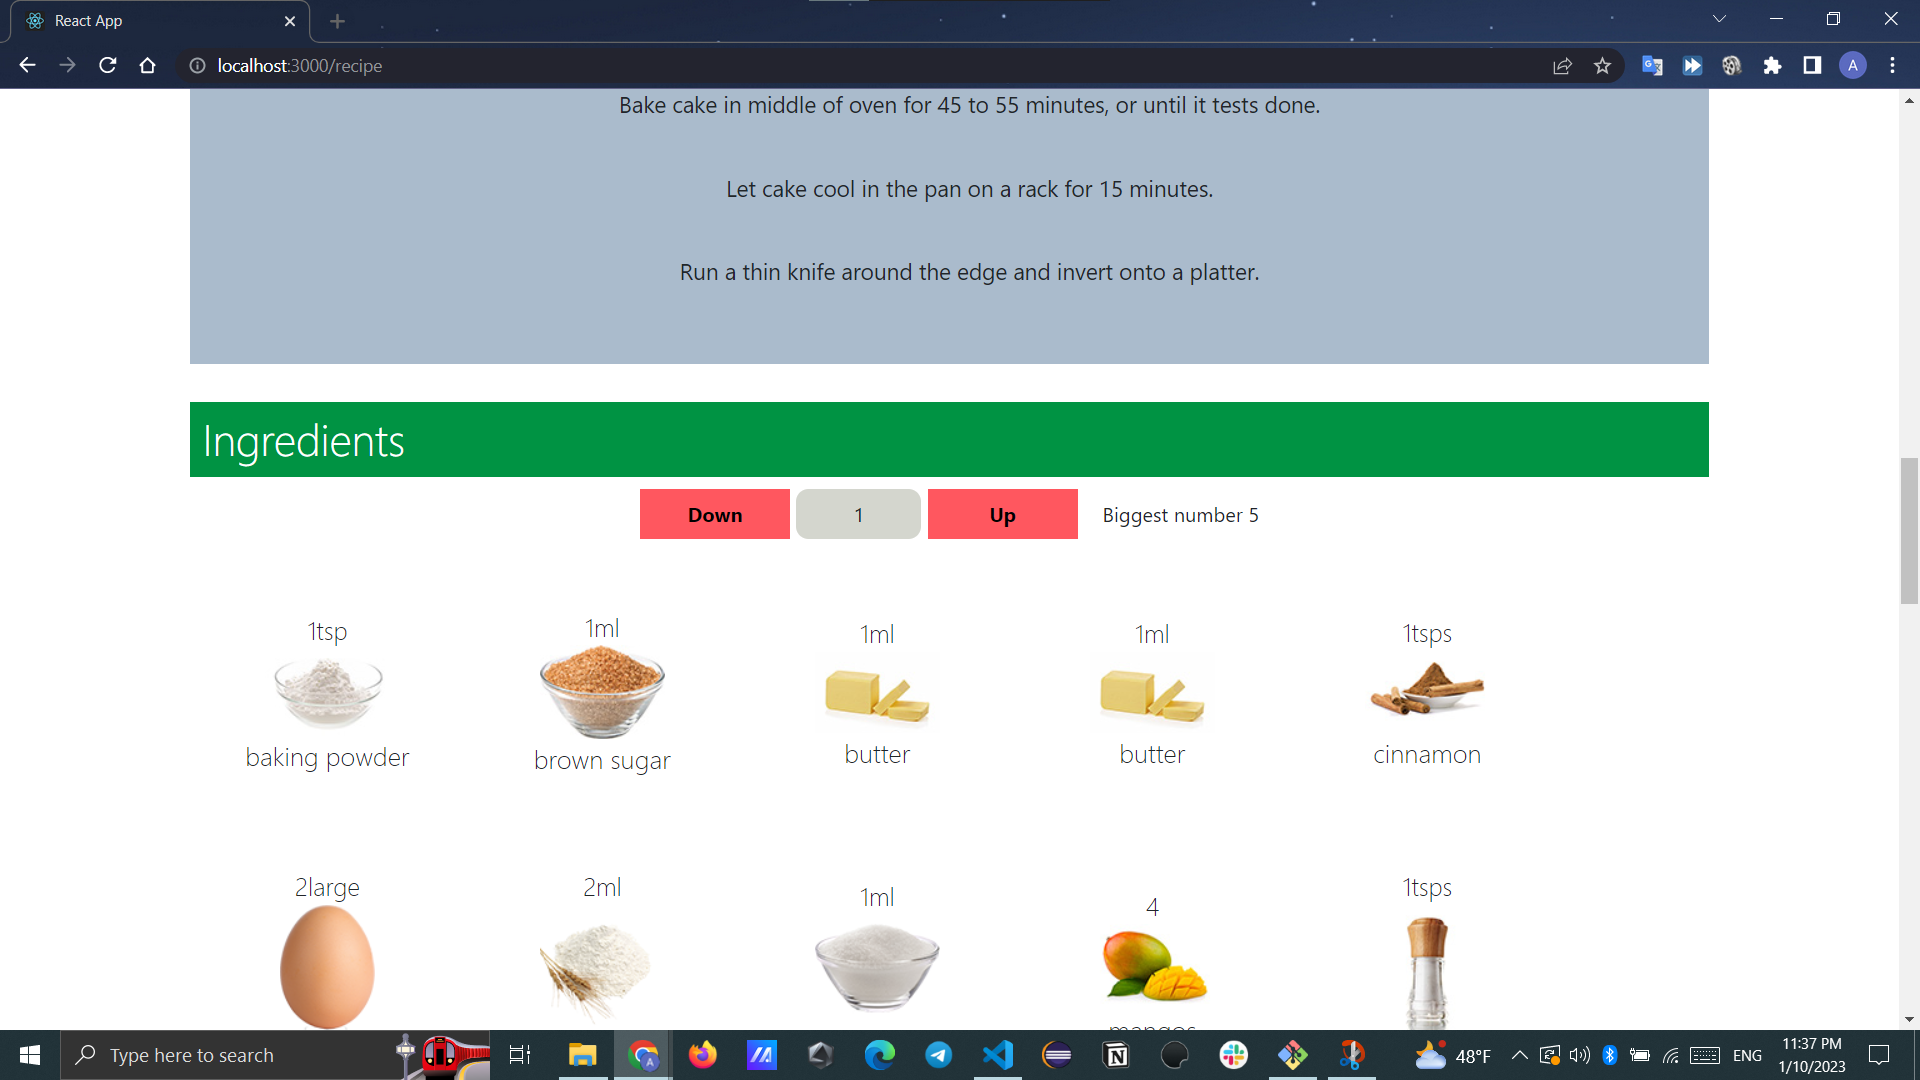 React App
localhost:3000/recipe
A
Bake cake in middle of oven for 45 to 55 minutes, or until it tests done.
Let cake cool in the pan on a rack for 15 minutes.
Run a thin knife around the edge and invert onto a platter.
Ingredients
Down 1 Up Biggest number 5
1tsp 1ml 1ml 1ml 1tsps
baking powder brown sugar butter butter cinnamon
2large 2ml 1ml 4 1tsps
mangos
Type here to search
48°F ENG 11:37 PM
1/10/2023